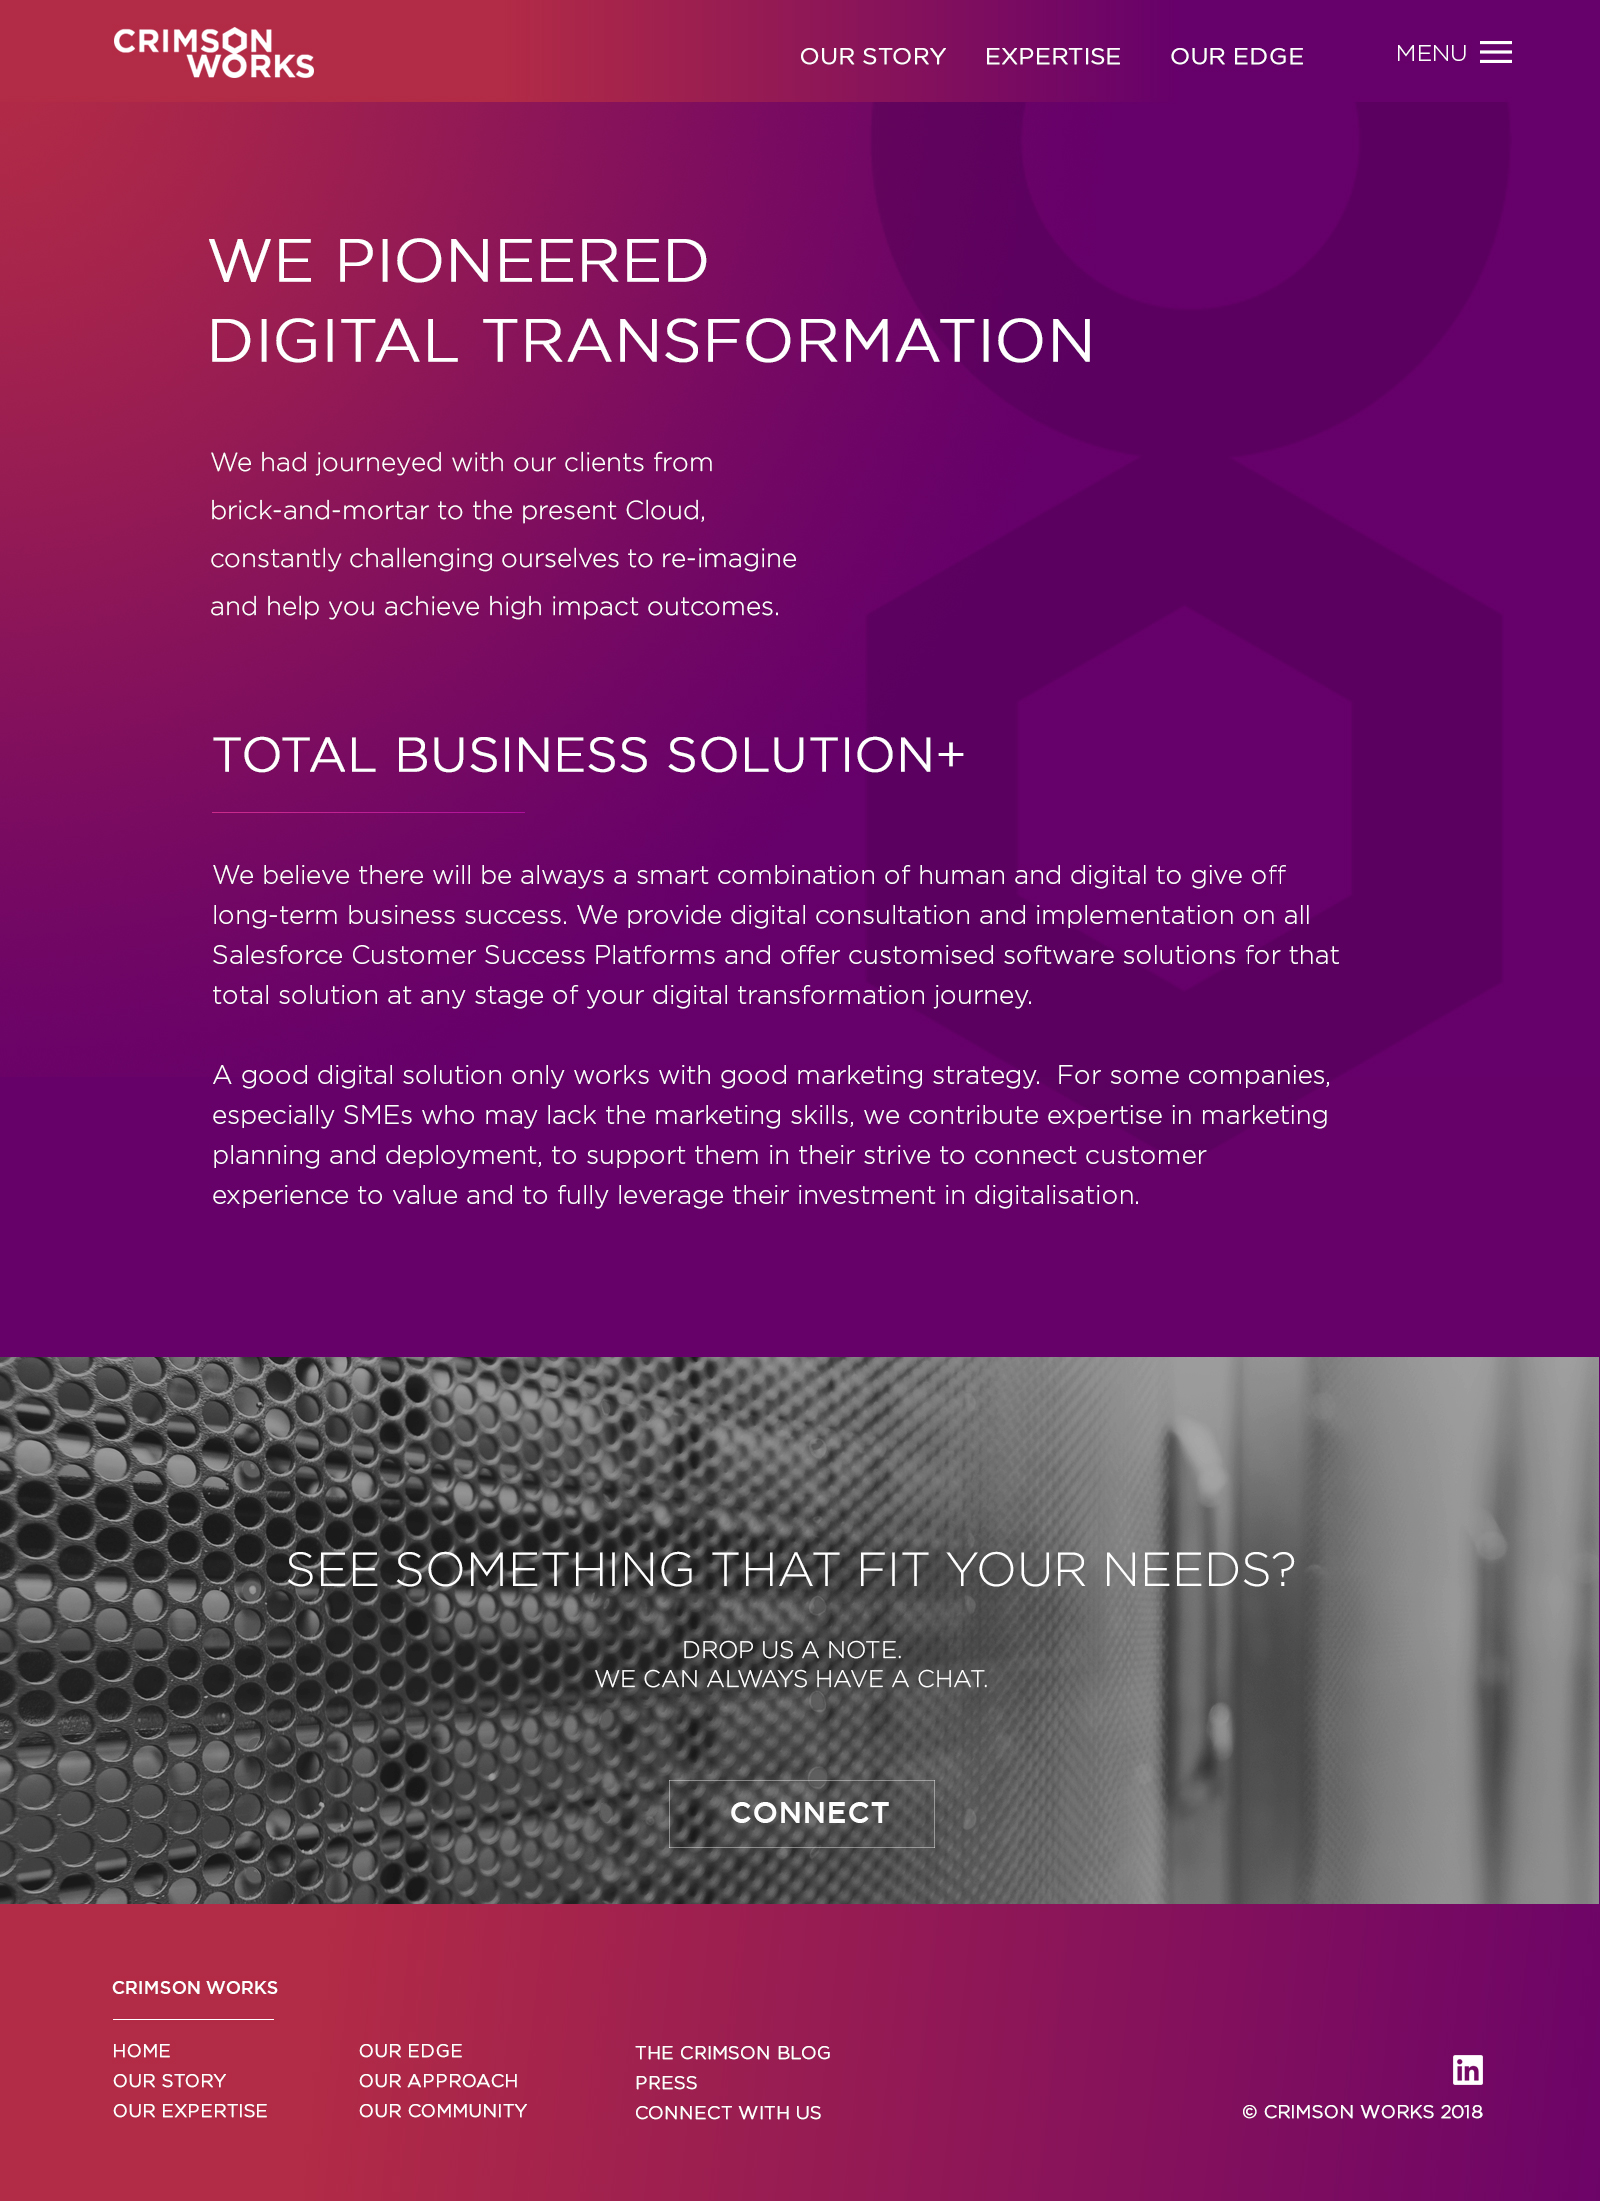 CRIMSON
WORKS
OUR STORY
EXPERTISE
OUR EDGE
MENU
WE PIONEERED
DIGITAL TRANSFORMATION
We had journeyed with our clients from
brick-and-mortar to the present Cloud,
constantly challenging ourselves to re-imagine
and help you achieve high impact outcomes.
TOTAL BUSINESS SOLUTION+
We believe there will be always a smart combination of human and digital to give off
long-term business success. We provide digital consultation and implementation on all
Salesforce Customer Success Platforms and offer customised software solutions for that
total solution at any stage of your digital transformation journey.
A good digital solution only works with good marketing strategy.  For some companies,
especially SMEs who may lack the marketing skills, we contribute expertise in marketing
planning and deployment, to support them in their strive to connect customer
experience to value and to fully leverage their investment in digitalisation.
SEE SOMETHING THAT FIT YOUR NEEDS?
DROP US A NOTE.
WE CAN ALWAYS HAVE A CHAT.
CONNECT
CRIMSON WORKS
HOME
OUR STORY
OUR EXPERTISE
OUR EDGE
OUR APPROACH
OUR COMMUNITY
THE CRIMSON BLOG
PRESS
CONNECT WITH US
in
© CRIMSON WORKS 2018